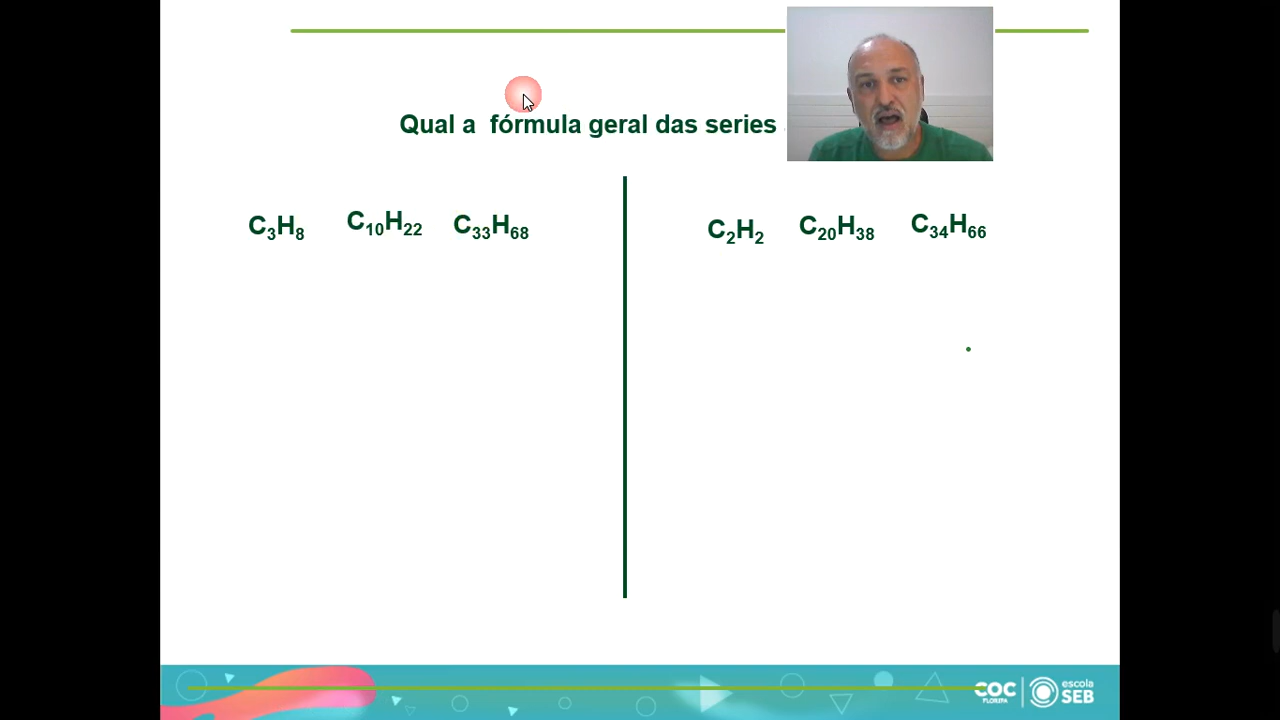 Qual a  fórmula geral das series
C₃H₈ C₁₀H₂₂ C₃₃H₆₈
C₂H₂ C₂₀H₃₈ C₃₄H₆₆
COC FLORIPA
escola SEB